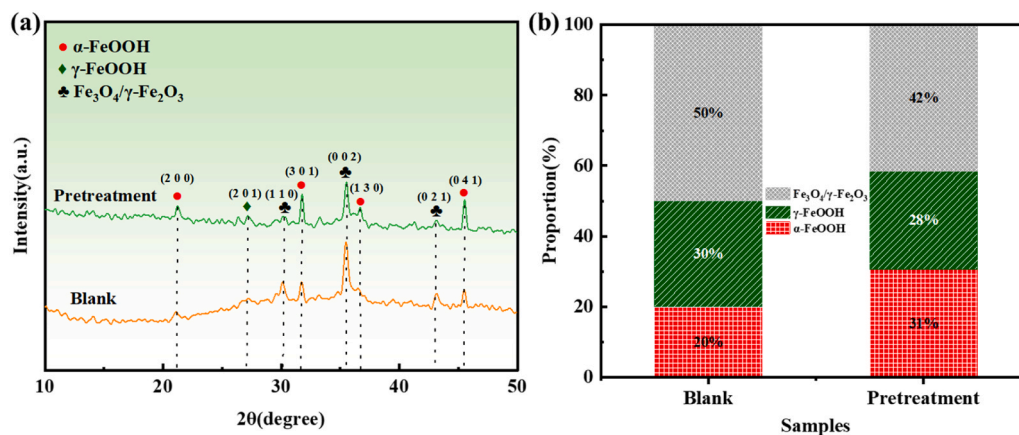 (a)
α-FeOOH
γ-FeOOH
Fe₃O₄/γ-Fe₂O₃
(2 0 0)
(2 0 1)
(1 1 0)
(3 0 1)
(0 0 2)
(1 3 0)
(0 2 1)
(0 4 1)
Pretreatment
Blank
Intensity(a.u.)
10
20
30
40
50
2θ(degree)
(b)
100
80
60
40
20
0
Proportion(%)
50%
30%
20%
42%
28%
31%
Fe₃O₄/γ-Fe₂O₃
γ-FeOOH
α-FeOOH
Blank
Pretreatment
Samples